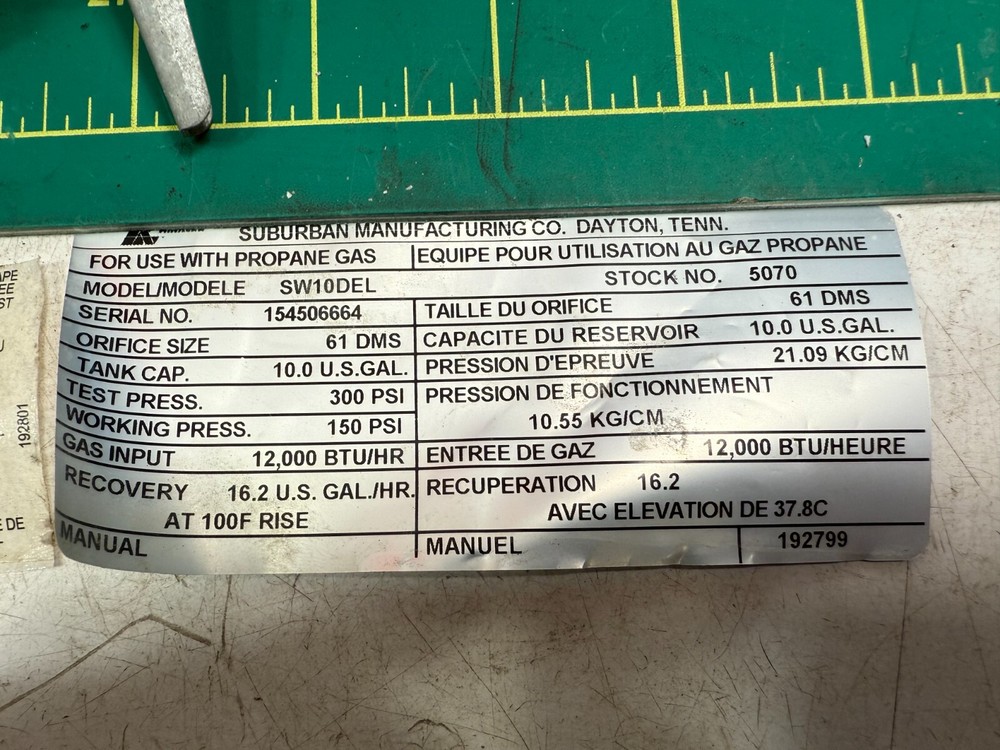 SUBURBAN MANUFACTURING CO. DAYTON, TENN.
FOR USE WITH PROPANE GAS EQUIPE POUR UTILISATION AU GAZ PROPANE
MODEL/MODELE SW10DEL STOCK NO. 5070
SERIAL NO. 154506664 TAILLE DU ORIFICE 61 DMS
ORIFICE SIZE 61 DMS CAPACITE DU RESERVOIR 10.0 U.S.GAL.
TANK CAP. 10.0 U.S.GAL. PRESSION D'EPREUVE 21.09 KG/CM
TEST PRESS. 300 PSI PRESSION DE FONCTIONNEMENT
WORKING PRESS. 150 PSI 10.55 KG/CM
GAS INPUT 12,000 BTU/HR ENTREE DE GAZ 12,000 BTU/HEURE
RECOVERY 16.2 U.S. GAL./HR. RECUPERATION 16.2
AT 100F RISE AVEC ELEVATION DE 37.8C
MANUAL MANUEL 192799
192801
DE